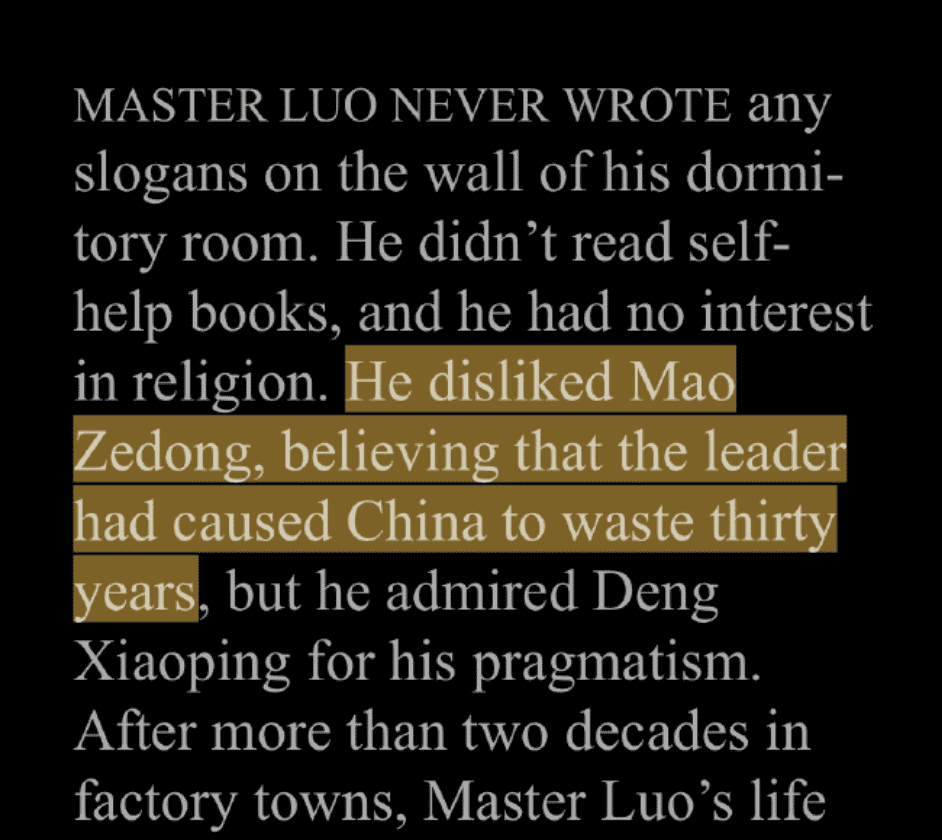 MASTER LUO NEVER WROTE any
slogans on the wall of his dormi-
tory room. He didn’t read self-
help books, and he had no interest
in religion. He disliked Mao
Zedong, believing that the leader
had caused China to waste thirty
years, but he admired Deng
Xiaoping for his pragmatism.
After more than two decades in
factory towns, Master Luo’s life